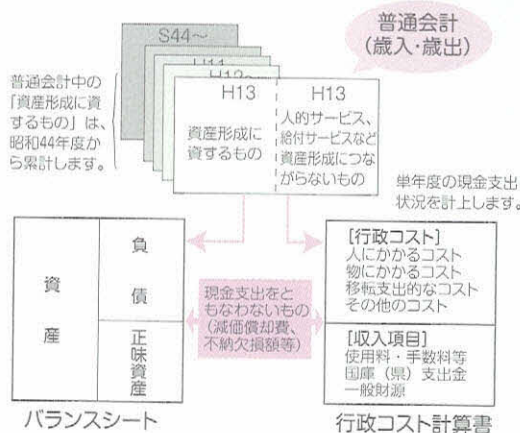 普通会計
(歳入・歳出)
S44～
H11
H12～
H13
資産形成に
資するもの
H13
人的サービス、
給付サービスなど
資産形成につな
がらないもの
普通会計中の
「資産形成に資
するもの」は、
昭和44年度か
ら累計します。
単年度の現金支出
状況を計上します。
資産
負債
正味資産
バランスシート
現金支出をと
もなわないもの
(減価償却費、
不納欠損額等)
[行政コスト]
人にかかるコスト
物にかかるコスト
移転支出的なコスト
その他のコスト
[収入項目]
使用料・手数料等
国庫（県）支出金
一般財源
行政コスト計算書